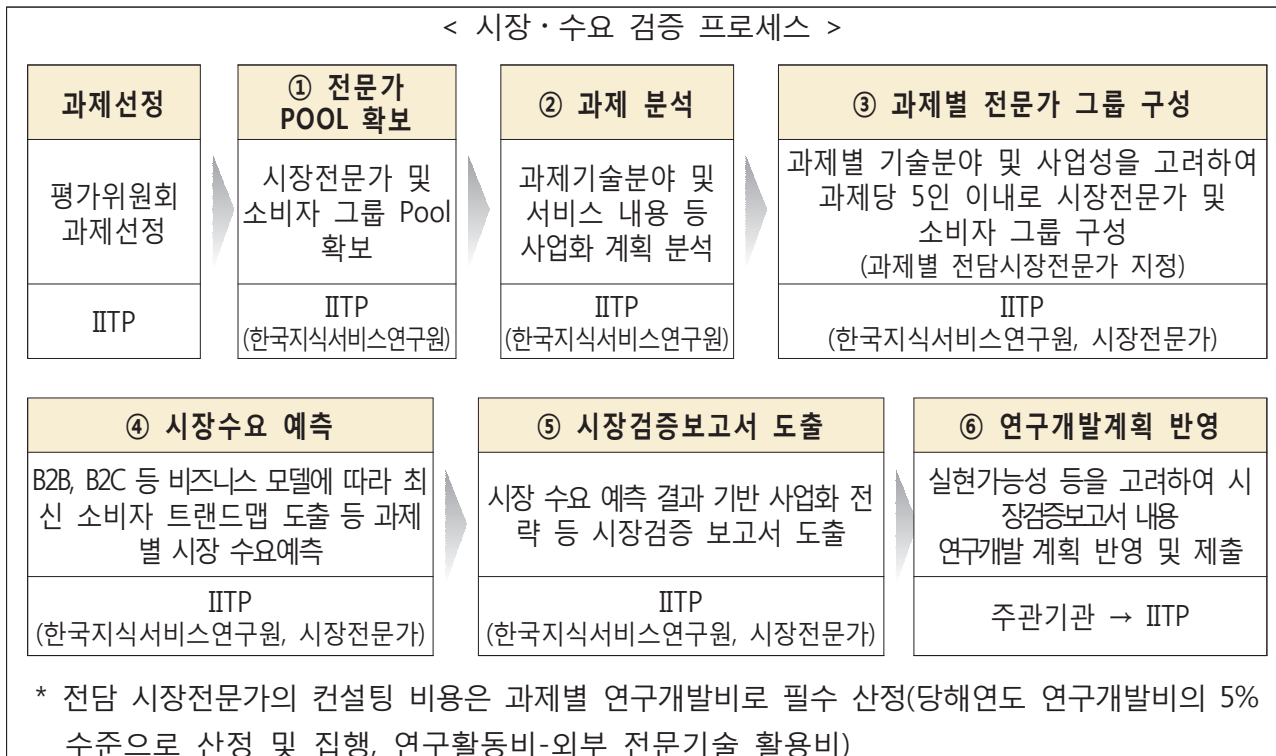 < 시장·수요 검증 프로세스 >
과제선정
평가위원회
과제선정
IITP
① 전문가
POOL 확보
시장전문가 및
소비자 그룹 Pool
확보
IITP
(한국지식서비스연구원)
② 과제 분석
과제기술분야 및
서비스 내용 등
사업화 계획 분석
IITP
(한국지식서비스연구원)
③ 과제별 전문가 그룹 구성
과제별 기술분야 및 사업성을 고려하여
과제당 5인 이내로 시장전문가 및
소비자 그룹 구성
(과제별 전담시장전문가 지정)
IITP
(한국지식서비스연구원, 시장전문가)
④ 시장수요 예측
B2B, B2C 등 비즈니스 모델에 따라 최
신 소비자 트랜드맵 도출 등 과제
별 시장 수요예측
IITP
(한국지식서비스연구원, 시장전문가)
⑤ 시장검증보고서 도출
시장 수요 예측 결과 기반 사업화 전
략 등 시장검증 보고서 도출
IITP
(한국지식서비스연구원, 시장전문가)
⑥ 연구개발계획 반영
실현가능성 등을 고려하여 시
장검증보고서 내용
연구개발 계획 반영 및 제출
주관기관 → IITP
* 전담 시장전문가의 컨설팅 비용은 과제별 연구개발비로 필수 산정(당해연도 연구개발비의 5%
수준으로 산정 및 집행, 연구활동비-외부 전문기술 활용비)